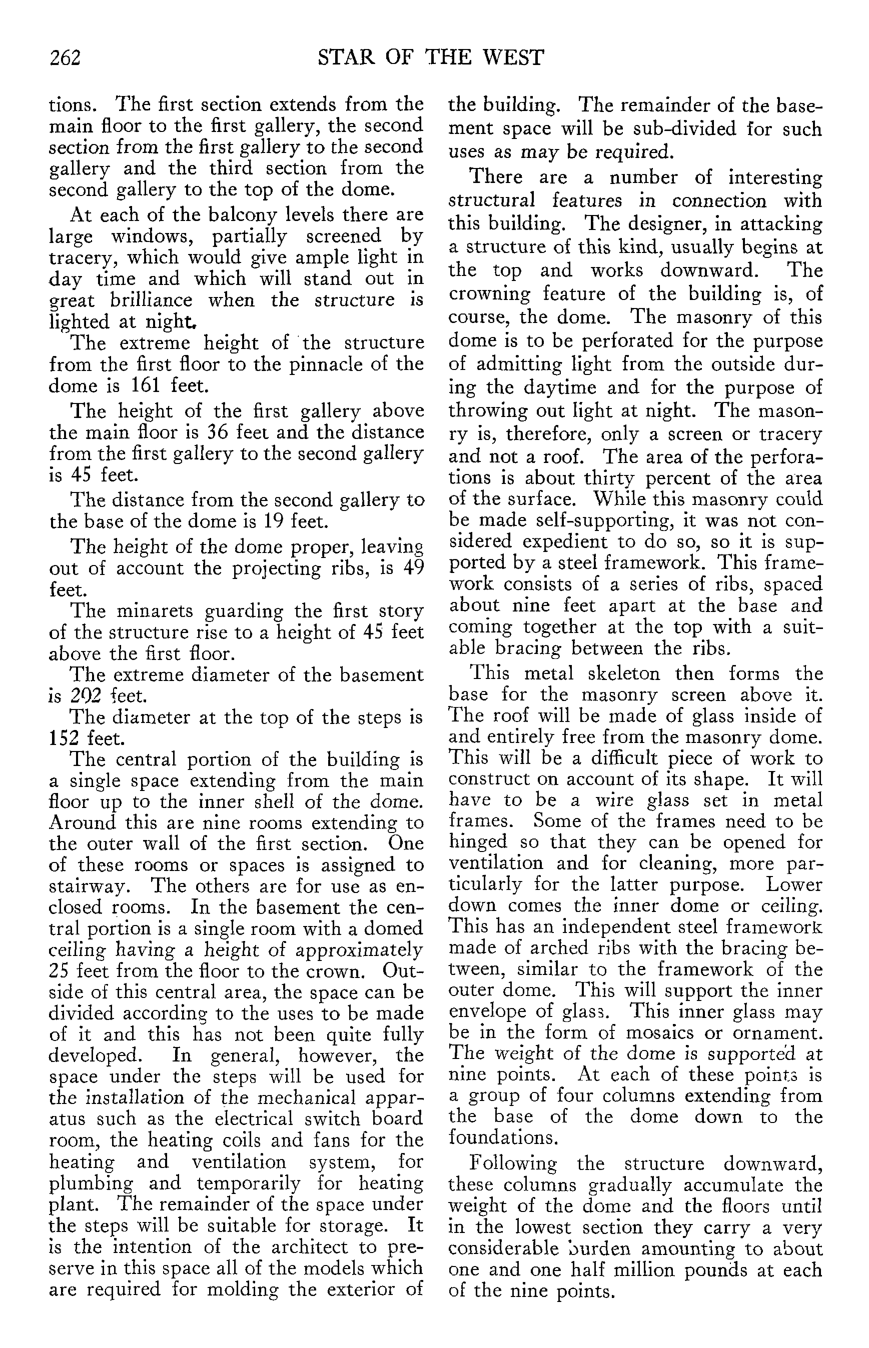 262
STAR OF THE WEST
tions. The first section extends from the
main floor to the first gallery, the second
section from the first gallery to the second
gallery and the third section from the
second gallery to the top of the dome.
At each of the balcony levels there are
large windows, partially screened by
tracery, which would give ample light in
day time and which will stand out in
great brilliance when the structure is
lighted at night.
The extreme height of the structure
from the first floor to the pinnacle of the
dome is 161 feet.
The height of the first gallery above
the main floor is 36 feet and the distance
from the first gallery to the second gallery
is 45 feet.
The distance from the second gallery to
the base of the dome is 19 feet.
The height of the dome proper, leaving
out of account the projecting ribs, is 49
feet.
The minarets guarding the first story
of the structure rise to a height of 45 feet
above the first floor.
The extreme diameter of the basement
is 202 feet.
The diameter at the top of the steps is
152 feet.
The central portion of the building is
a single space extending from the main
floor up to the inner shell of the dome.
Around this are nine rooms extending to
the outer wall of the first section. One
of these rooms or spaces is assigned to
stairway. The others are for use as en-
closed rooms. In the basement the cen-
tral portion is a single room with a domed
ceiling having a height of approximately
25 feet from the floor to the crown. Out-
side of this central area, the space can be
divided according to the uses to be made
of it and this has not been quite fully
developed. In general, however, the
space under the steps will be used for
the installation of the mechanical appar-
atus such as the electrical switch board
room, the heating coils and fans for the
heating and ventilation system, for
plumbing and temporarily for heating
plant. The remainder of the space under
the steps will be suitable for storage. It
is the intention of the architect to pre-
serve in this space all of the models which
are required for molding the exterior of
the building. The remainder of the base-
ment space will be sub-divided for such
uses as may be required.
There are a number of interesting
structural features in connection with
this building. The designer, in attacking
a structure of this kind, usually begins at
the top and works downward. The
crowning feature of the building is, of
course, the dome. The masonry of this
dome is to be perforated for the purpose
of admitting light from the outside dur-
ing the daytime and for the purpose of
throwing out light at night. The mason-
ry is, therefore, only a screen or tracery
and not a roof. The area of the perfora-
tions is about thirty percent of the area
of the surface. While this masonry could
be made self-supporting, it was not con-
sidered expedient to do so, so it is sup-
ported by a steel framework. This frame-
work consists of a series of ribs, spaced
about nine feet apart at the base and
coming together at the top with a suit-
able bracing between the ribs.
This metal skeleton then forms the
base for the masonry screen above it.
The roof will be made of glass inside of
and entirely free from the masonry dome.
This will be a difficult piece of work to
construct on account of its shape. It will
have to be a wire glass set in metal
frames. Some of the frames need to be
hinged so that they can be opened for
ventilation and for cleaning, more par-
ticularly for the latter purpose. Lower
down comes the inner dome or ceiling.
This has an independent steel framework
made of arched ribs with the bracing be-
tween, similar to the framework of the
outer dome. This will support the inner
envelope of glass. This inner glass may
be in the form of mosaics or ornament.
The weight of the dome is supported at
nine points. At each of these points is
a group of four columns extending from
the base of the dome down to the
foundations.
Following the structure downward,
these columns gradually accumulate the
weight of the dome and the floors until
in the lowest section they carry a very
considerable burden amounting to about
one and one half million pounds at each
of the nine points.